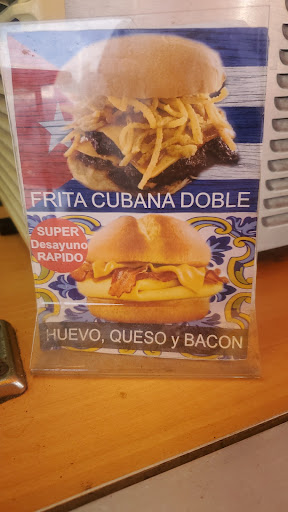 FRITA CUBANA DOBLE
SUPER
Desayuno
RAPIDO
HUEVO, QUESO y BACON